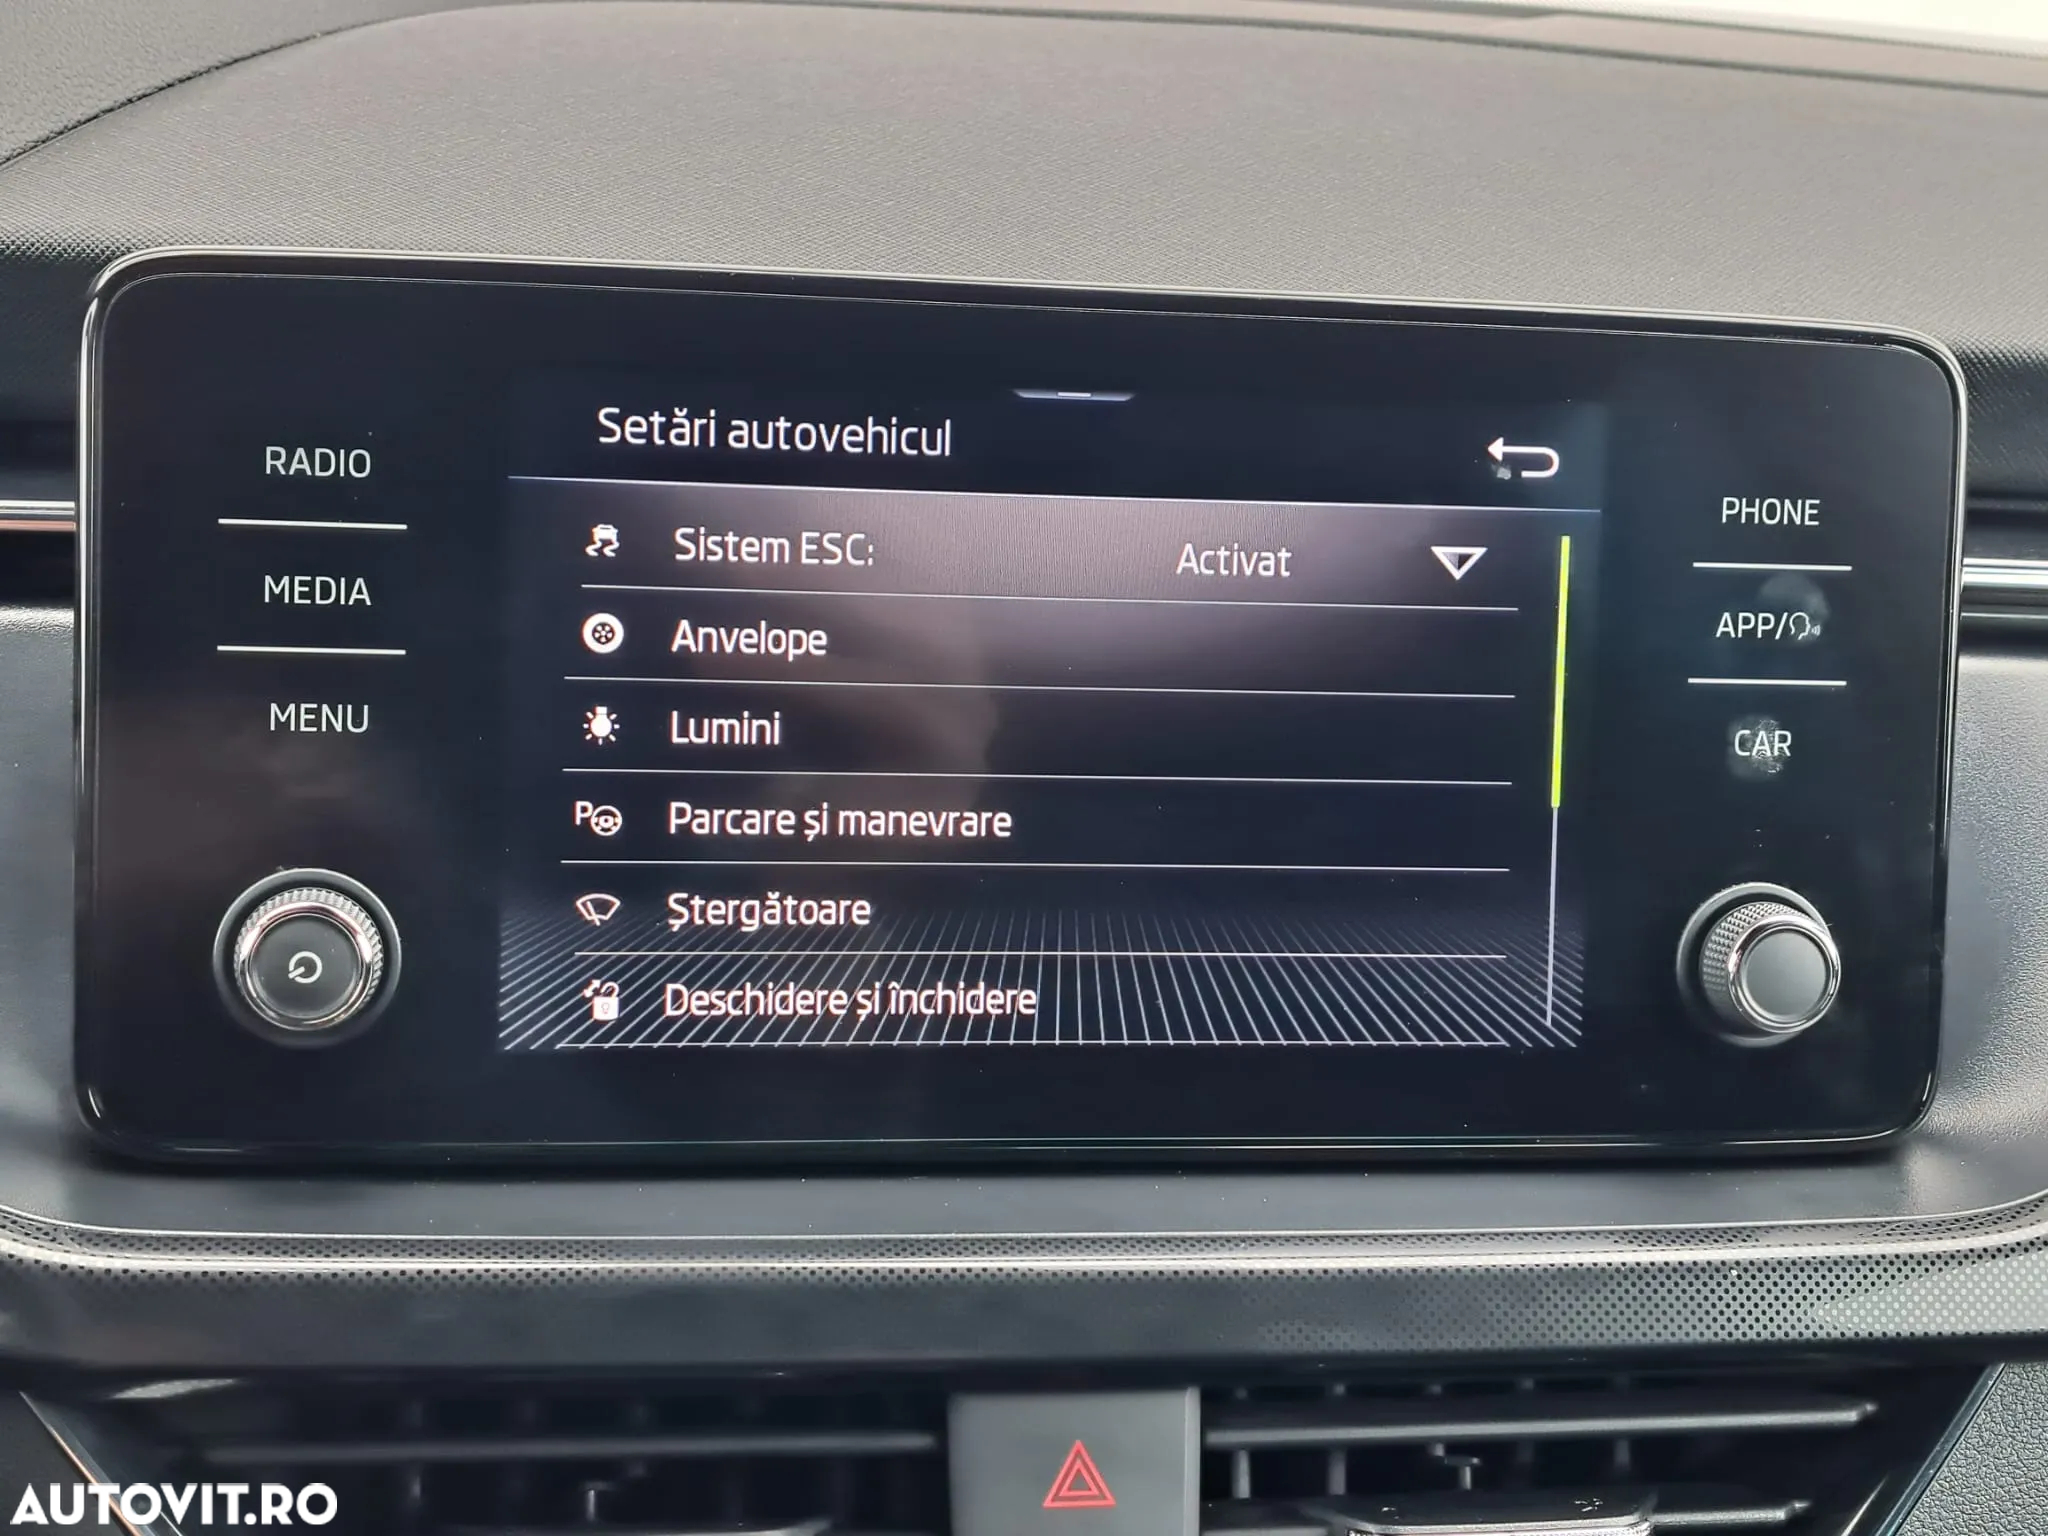 Setări autovehicul
RADIO
MEDIA
MENU
Sistem ESC: Activat
Anvelope
Lumini
P Parcare și manevrare
Ștergătoare
Deschidere și închidere
PHONE
APP/
CAR
AUTOVIT.RO